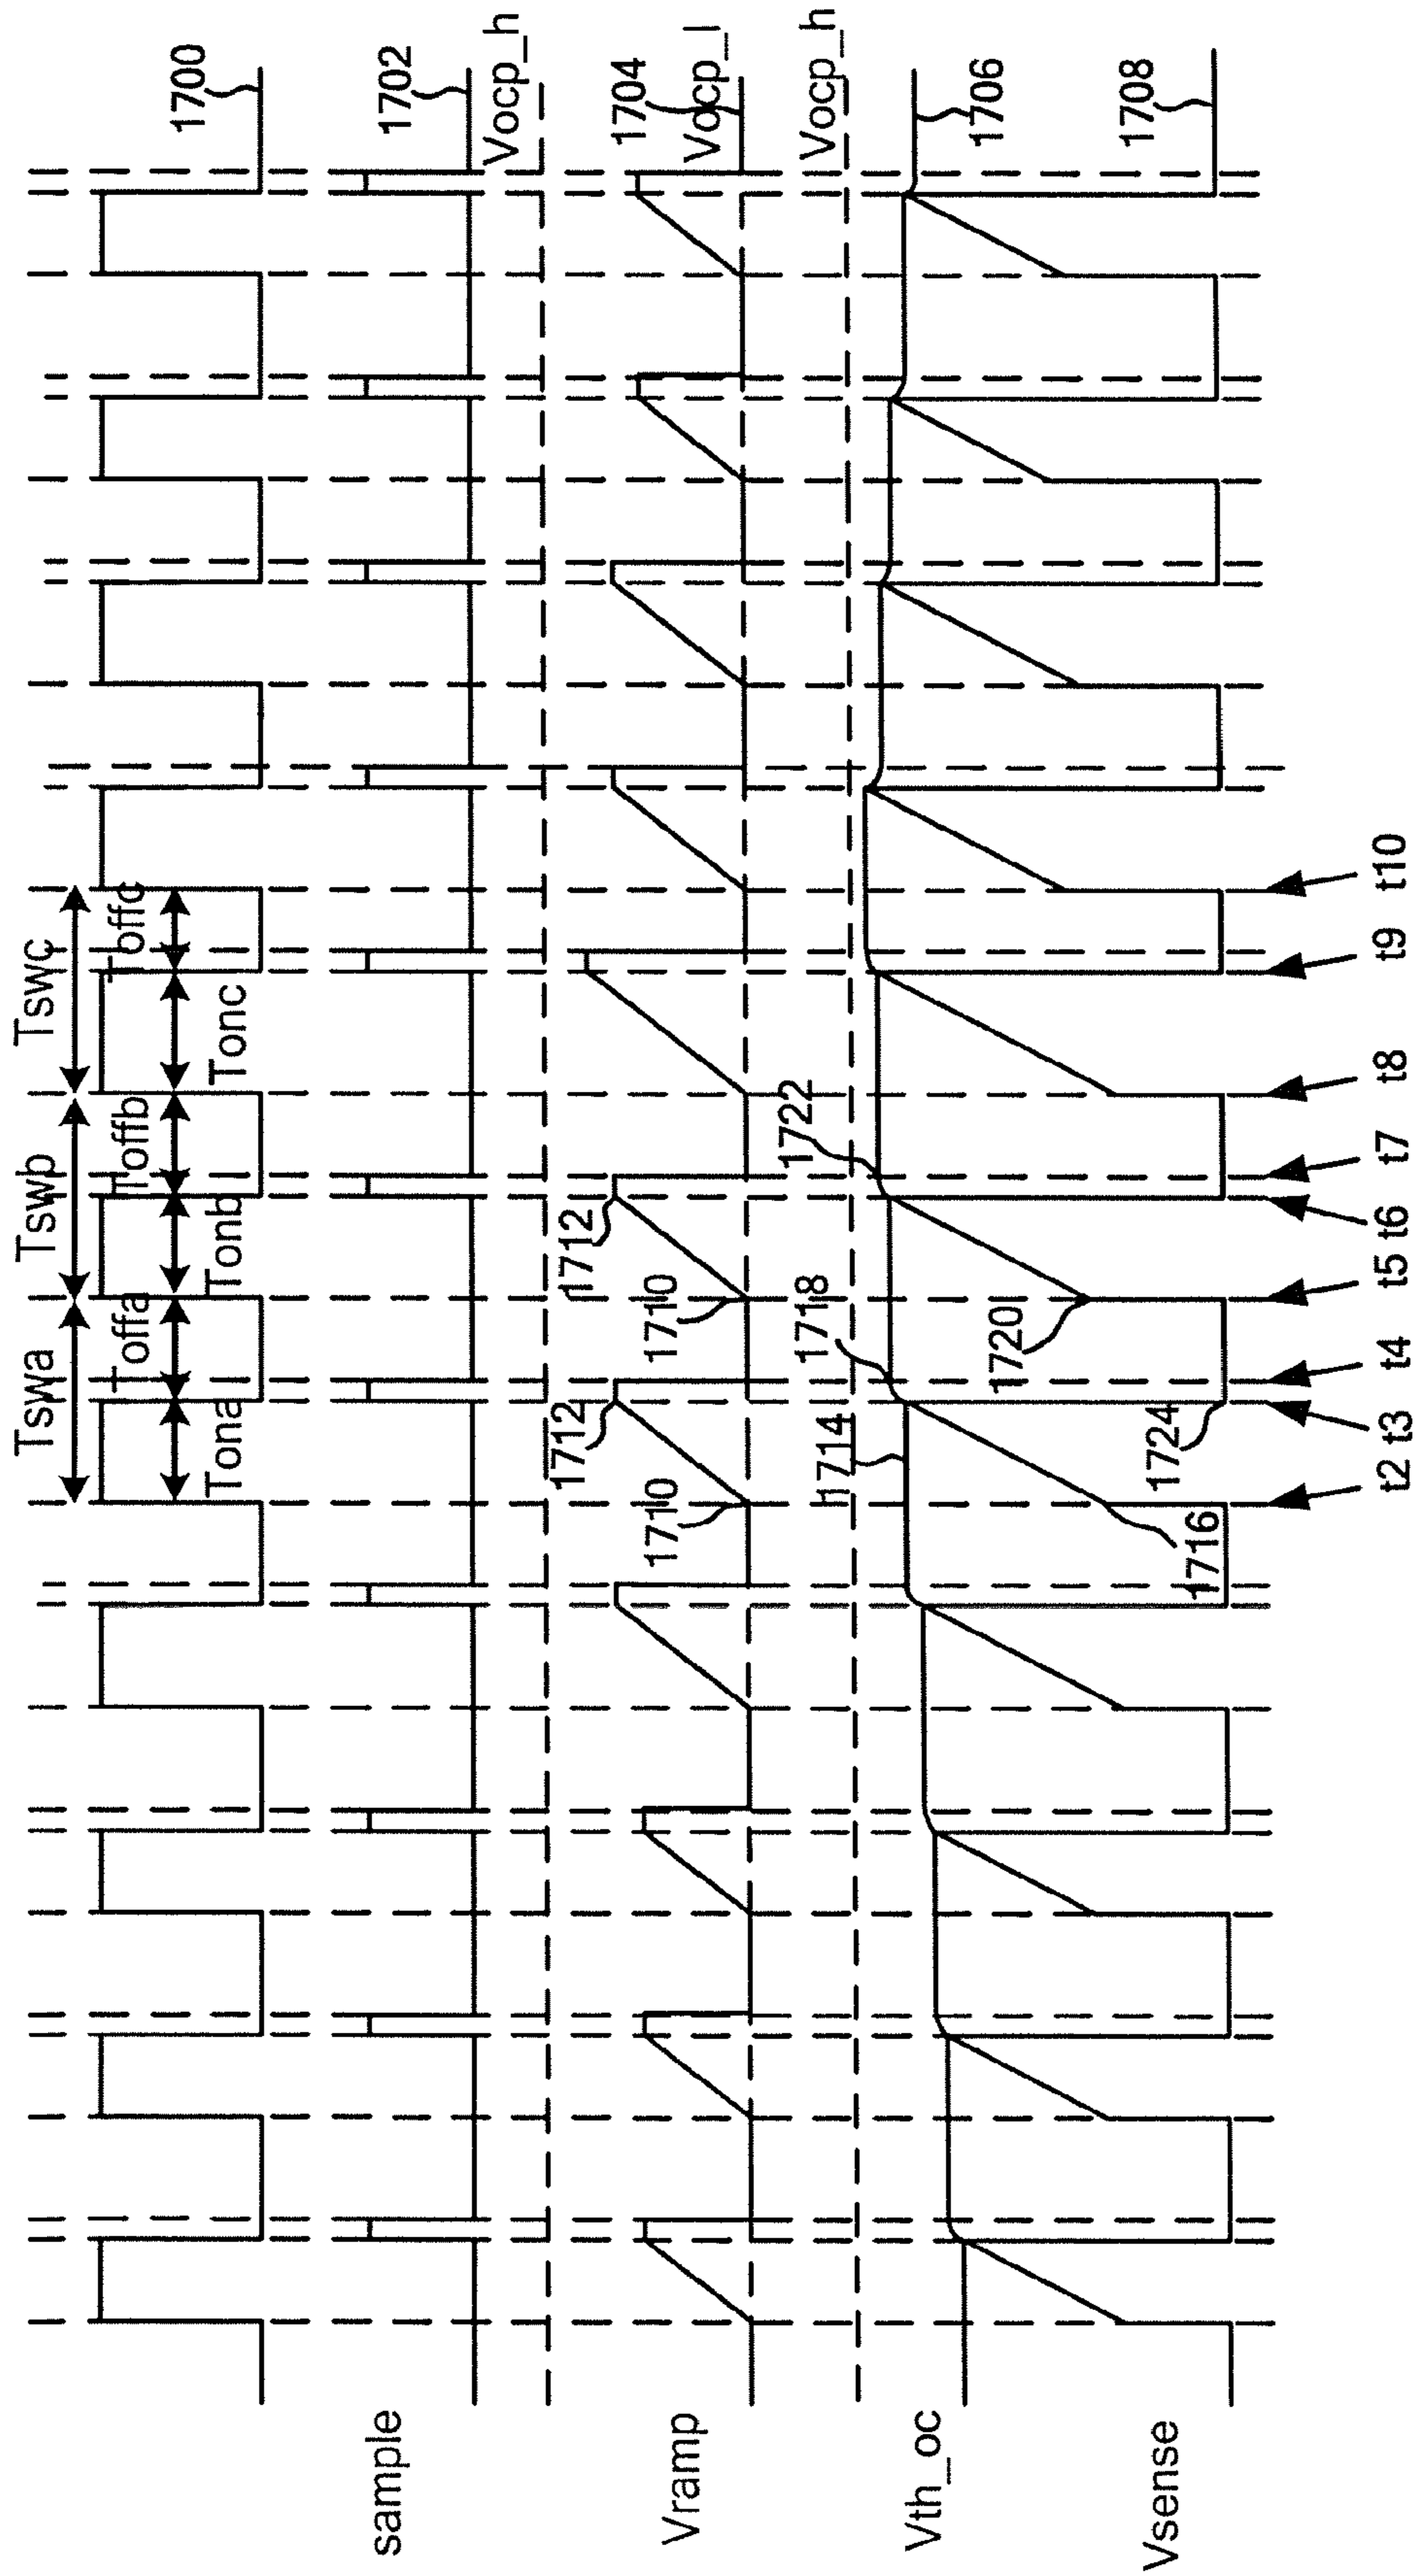 Tswa
Tswb
Tswc
Tona
Toffa
Tonb
Toffb
Tonc
Toffc
1700
sample
1702
Vocp_h
1712
1712
1704
Vramp
1710
1710
Vocp_l
1718
1722
Vocp_h
1714
Vth_oc
1706
1720
Vsense
1716
1724
1708
t2
t3
t4
t5
t6
t7
t8
t9
t10